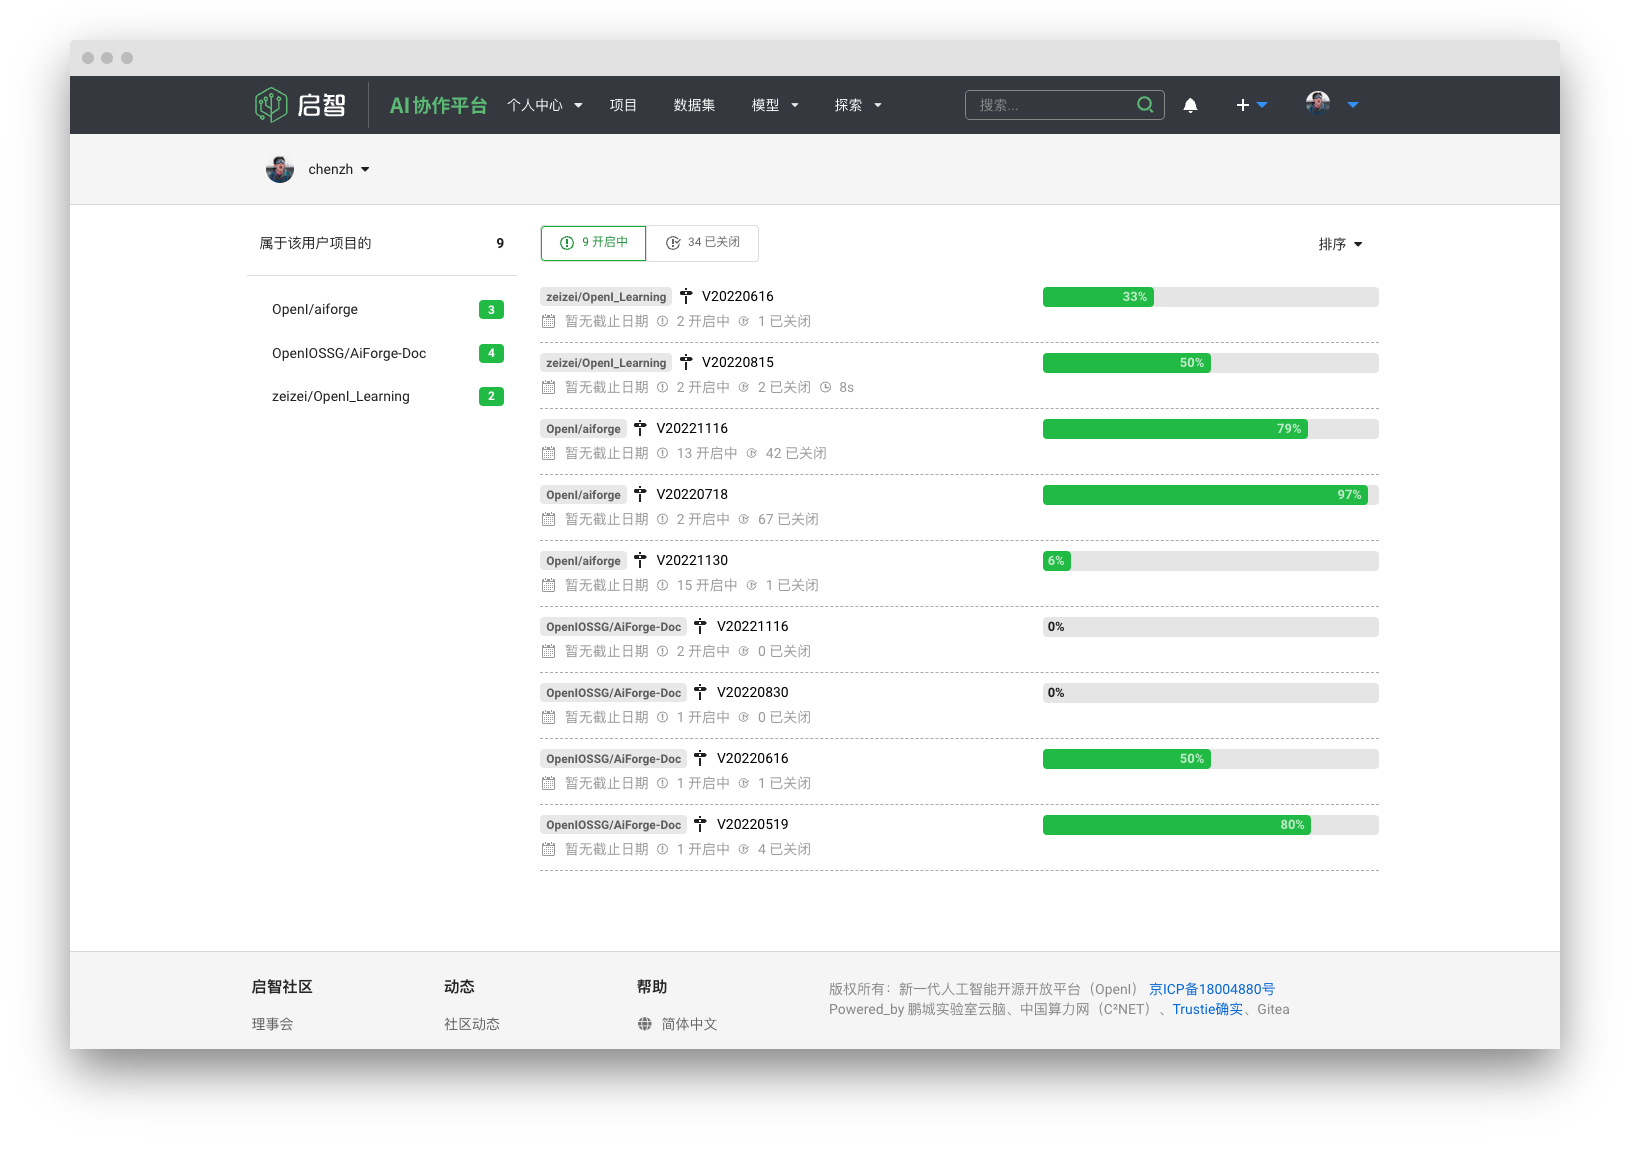 启智 AI协作平台 个人中心 项目 数据集 模型 探索 搜索...
chenzh
属于该用户项目的 9
OpenI/aiforge 3
OpenIOSSG/AiForge-Doc 4
zeizei/OpenI_Learning 2
9 开启中 34 已关闭 排序
zeizei/OpenI_Learning V20220616 33%
暂无截止日期 2 开启中 1 已关闭
zeizei/OpenI_Learning V20220815 50%
暂无截止日期 2 开启中 2 已关闭 8s
OpenI/aiforge V20221116 79%
暂无截止日期 13 开启中 42 已关闭
OpenI/aiforge V20220718 97%
暂无截止日期 2 开启中 67 已关闭
OpenI/aiforge V20221130 6%
暂无截止日期 15 开启中 1 已关闭
OpenIOSSG/AiForge-Doc V20221116 0%
暂无截止日期 2 开启中 0 已关闭
OpenIOSSG/AiForge-Doc V20220830 0%
暂无截止日期 1 开启中 0 已关闭
OpenIOSSG/AiForge-Doc V20220616 50%
暂无截止日期 1 开启中 1 已关闭
OpenIOSSG/AiForge-Doc V20220519 80%
暂无截止日期 1 开启中 4 已关闭
启智社区 动态 帮助
理事会 社区动态 简体中文
版权所有：新一代人工智能开源开放平台（OpenI） 京ICP备18004880号
Powered_by 鹏城实验室云脑、中国算力网（C²NET）、Trustie确实、Gitea